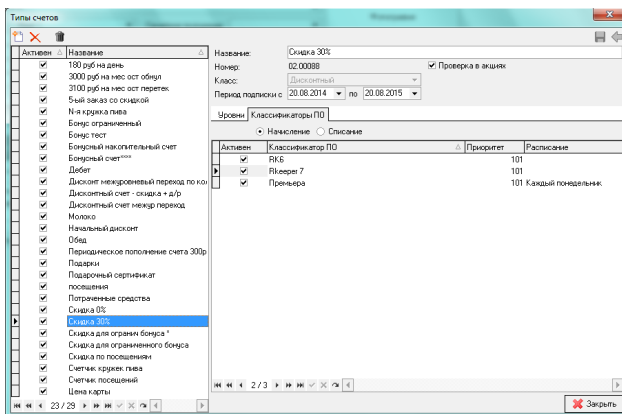 Типы счетов
Активен Название
180 руб на день
3000 руб на мес ост обнул
3100 руб на мес ост перетек
5-ый заказ со скидкой
N-я кружка пива
Бонус ограниченный
Бонус тест
Бонусный накопительный счет
Бонусный счет****
Дебет
Дисконт межуровневый переход по кол
Дисконтный счет - скидка + д/р
Дисконтный счет межур переход
Молоко
Начальный дисконт
Обед
Периодическое пополнение счета 300р
Подарки
Подарочный сертификат
посещения
Потраченные средства
Скидка 0%
Скидка 30%
Скидка для огранич бонуса *
Скидка для ограниченного бонуса
Скидка по посещениям
Счетчик кружек пива
Счетчик посещений
Цена карты
23 / 29
Название: Скидка 30%
Номер: 02.00088 Проверка в акциях
Класс: Дисконтный
Период подписки с 20.08.2014 по 20.08.2015
Уровни Классификаторы ПО
Начисление Списание
Активен Классификатор ПО Приоритет Расписание
RK6 101
Rkeeper 7 101
Премьера 101 Каждый понедельник
2 / 3
Закрыть